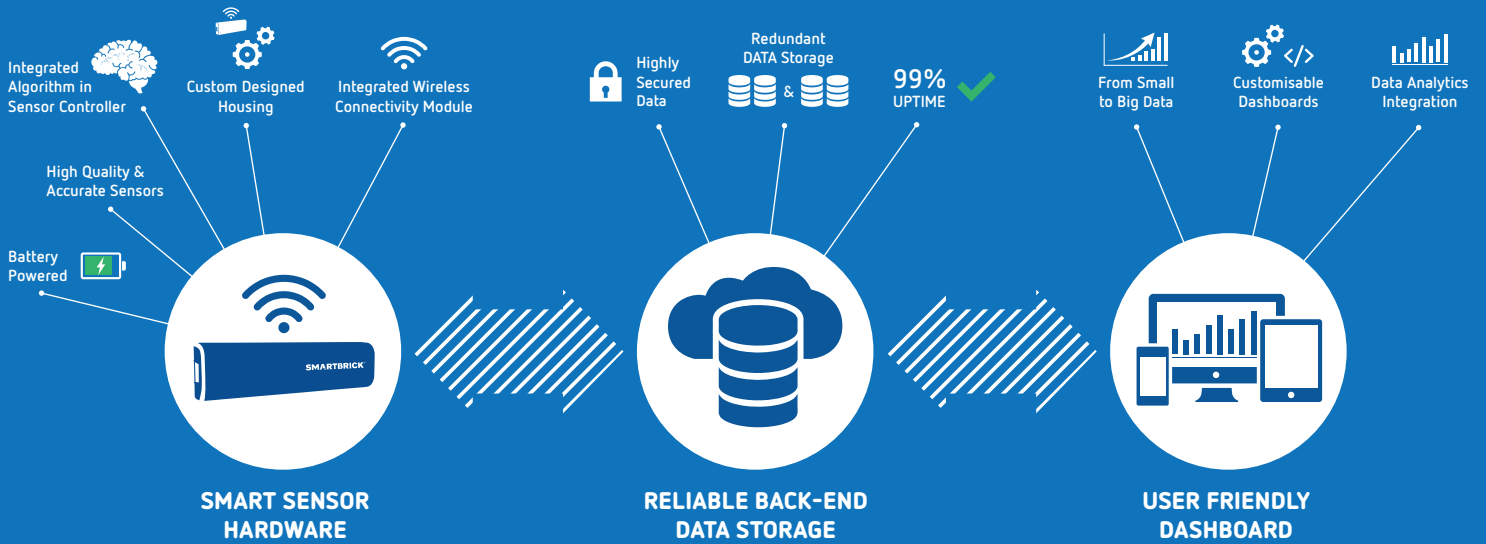 Integrated
Algorithm in
Sensor Controller
Custom Designed
Housing
Integrated Wireless
Connectivity Module
High Quality &
Accurate Sensors
Battery
Powered
SMARTBRICK
SMART SENSOR
HARDWARE
Highly
Secured
Data
Redundant
DATA Storage
&
99%
UPTIME
RELIABLE BACK-END
DATA STORAGE
From Small
to Big Data
</>
Customisable
Dashboards
Data Analytics
Integration
USER FRIENDLY
DASHBOARD